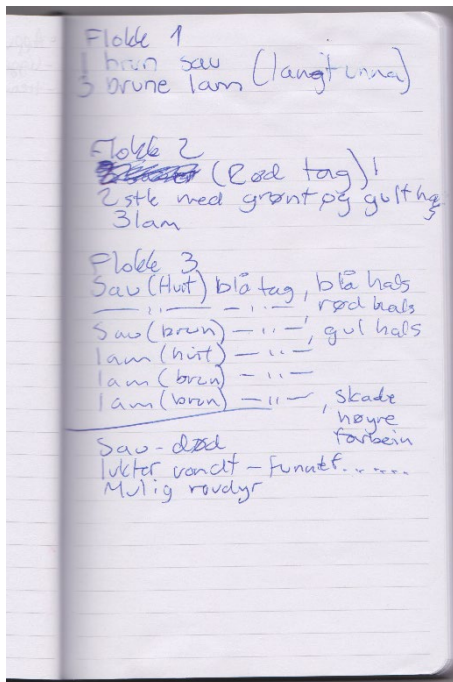 Flokk 1
1 brun sau
3 brune lam (langt unna)
Flokk 2
(Rød tag)
2 stk med grønt og gult
3 lam
Flokk 3
Sau (Hvit) blå tag, blå hals
— ,, — — ,, —, rød hals
Sau (brun) — ,, —, gul hals
lam (hvit) — ,, —
lam (brun) — ,, —
lam (brun) — ,, —, skade
høyre
forbein
Sau - død
lukter vondt -
Mulig rovdyr